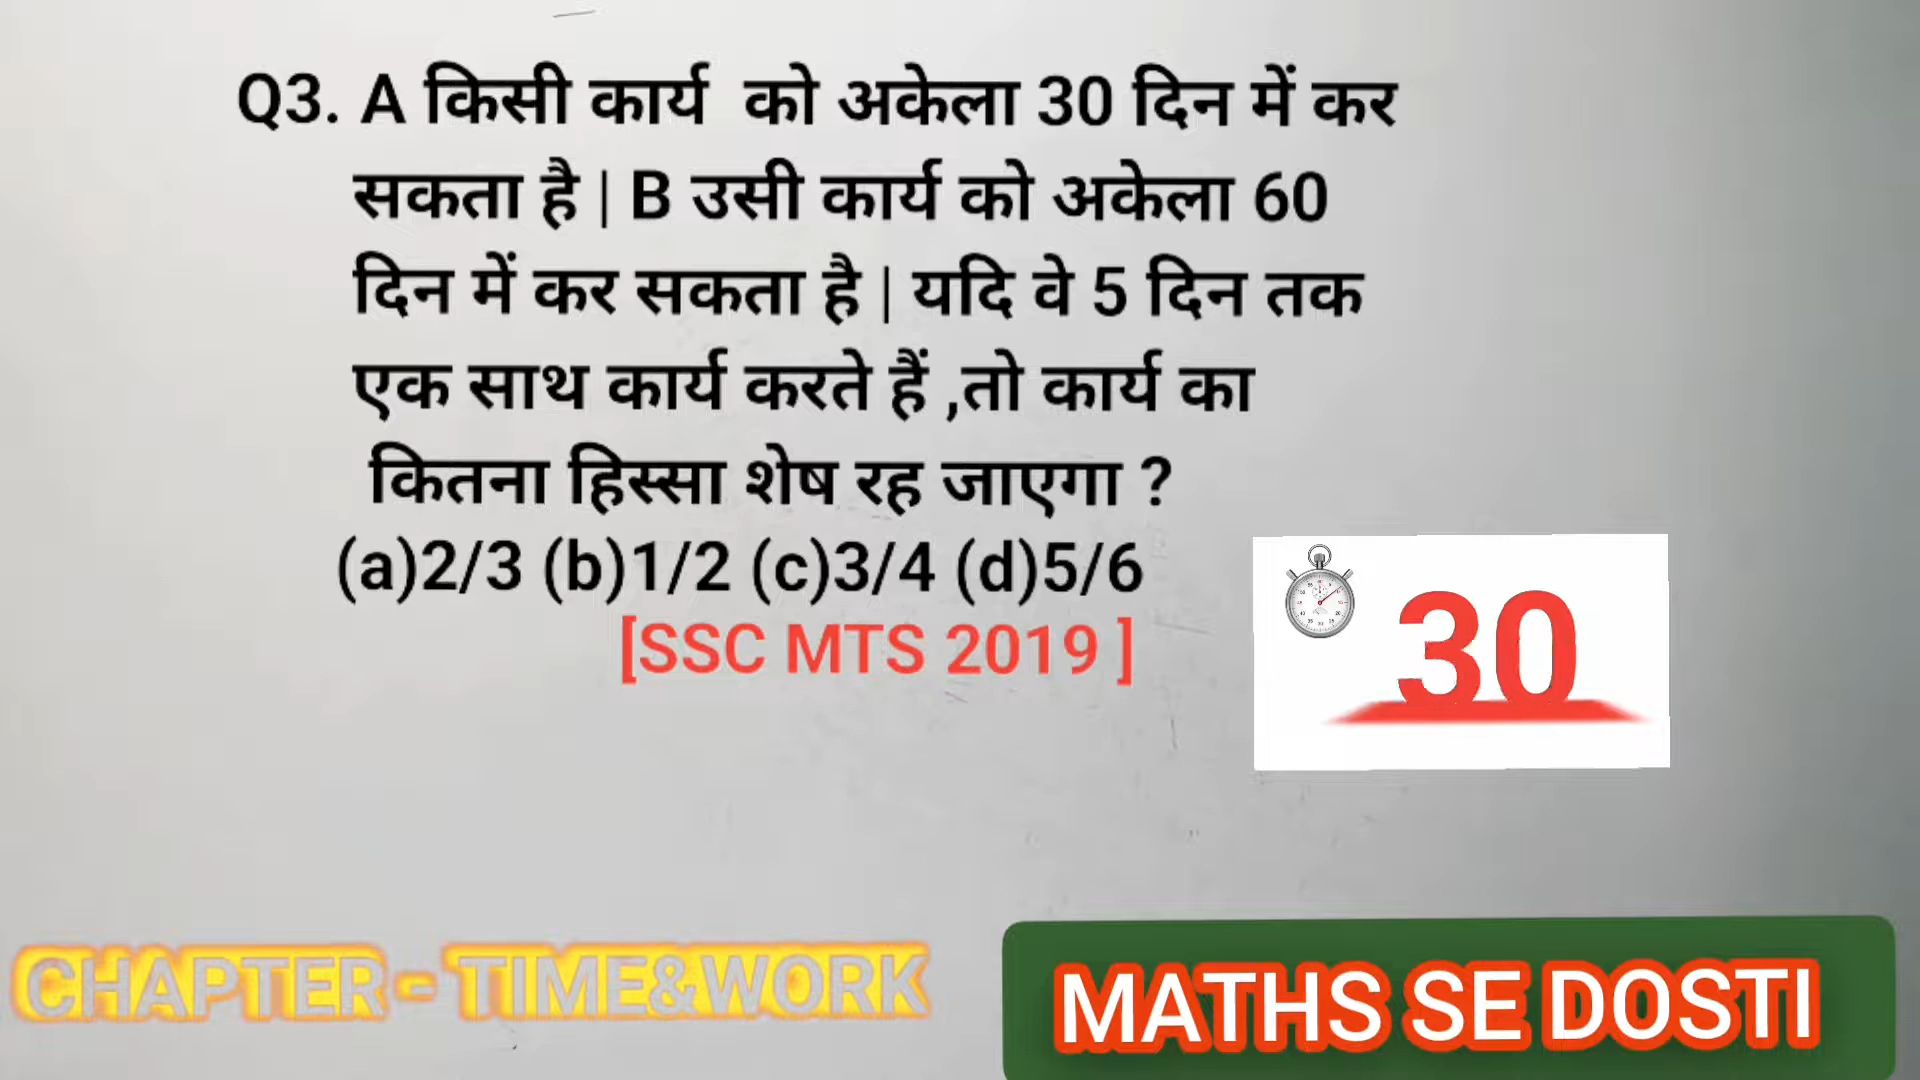 Q3. A किसी कार्य को अकेला 30 दिन में कर
सकता है | B उसी कार्य को अकेला 60
दिन में कर सकता है | यदि वे 5 दिन तक
एक साथ कार्य करते हैं ,तो कार्य का
कितना हिस्सा शेष रह जाएगा ?
(a)2/3 (b)1/2 (c)3/4 (d)5/6
[SSC MTS 2019 ]
30
CHAPTER - TIME&WORK
MATHS SE DOSTI